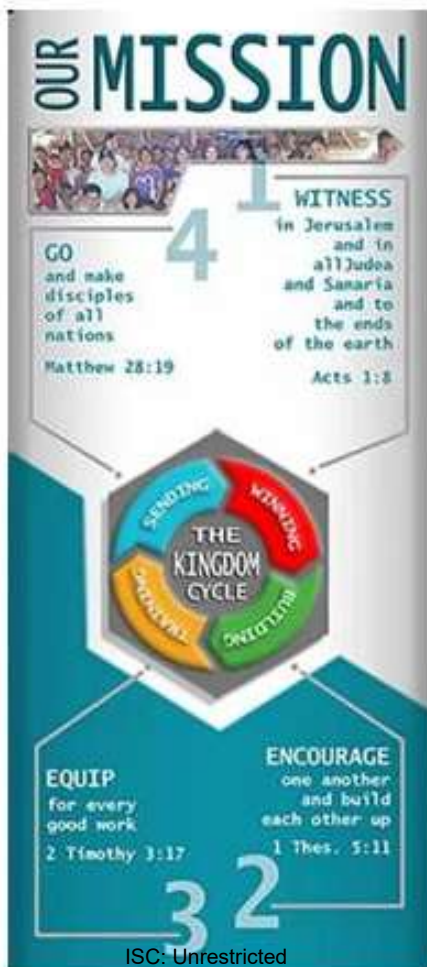 OUR MISSION
1
WITNESS
in Jerusalem
and in
allJudea
and Samaria
and to
the ends
of the earth
Acts 1:8
4
GO
and make
disciples
of all
nations
Matthew 28:19
SENDING
WINNING
THE
KINGDOM
CYCLE
TRAINING
BUILDING
ENCOURAGE
one another
and build
each other up
1 Thes. 5:11
2
EQUIP
for every
good work
2 Timothy 3:17
3
ISC: Unrestricted